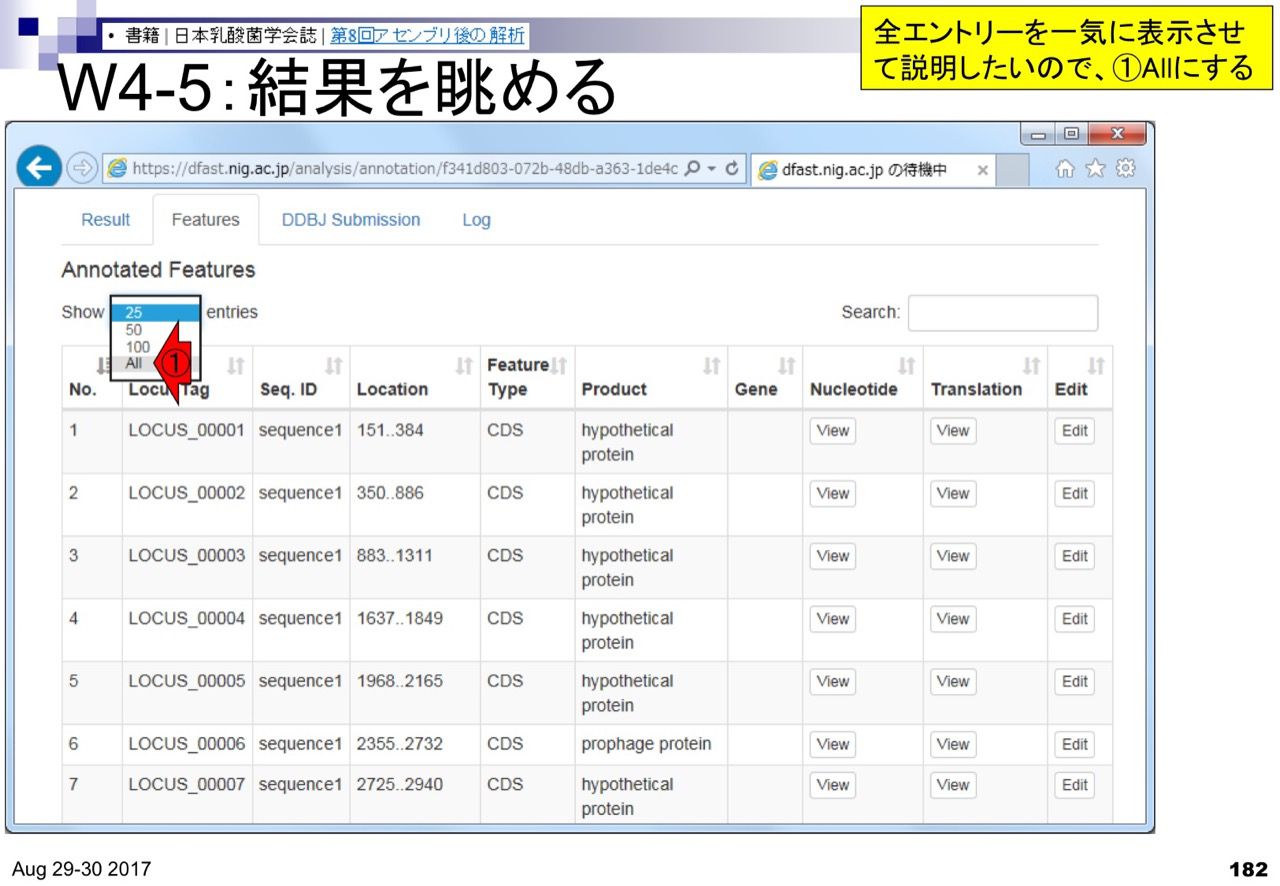 • 書籍 | 日本乳酸菌学会誌 | 第8回アセンブリ後の解析
全エントリーを一気に表示させ
て説明したいので、①Allにする
W4-5：結果を眺める
https://dfast.nig.ac.jp/analysis/annotation/f341d803-072b-48db-a363-1de4c
dfast.nig.ac.jp の待機中
Result Features DDBJ Submission Log
Annotated Features
Show 25 entries Search:
50
100
All ①
No. Locus Tag Seq. ID Location Feature Type Product Gene Nucleotide Translation Edit
1 LOCUS_00001 sequence1 151..384 CDS hypothetical protein View View Edit
2 LOCUS_00002 sequence1 350..886 CDS hypothetical protein View View Edit
3 LOCUS_00003 sequence1 883..1311 CDS hypothetical protein View View Edit
4 LOCUS_00004 sequence1 1637..1849 CDS hypothetical protein View View Edit
5 LOCUS_00005 sequence1 1968..2165 CDS hypothetical protein View View Edit
6 LOCUS_00006 sequence1 2355..2732 CDS prophage protein View View Edit
7 LOCUS_00007 sequence1 2725..2940 CDS hypothetical protein View View Edit
Aug 29-30 2017
182